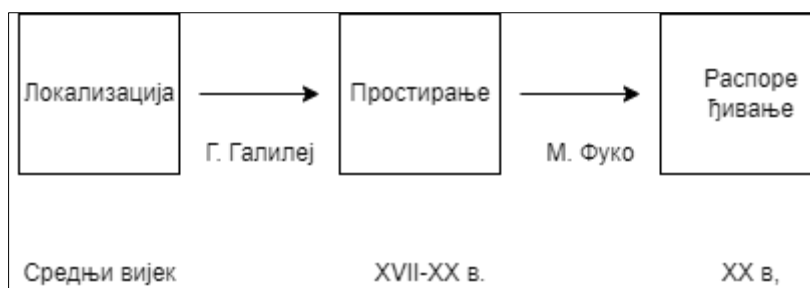 Локализација
Простирање
Распоре
ђивање
Г. Галилеј
М. Фуко
Средњи вијек
XVII-XX в.
XX в,